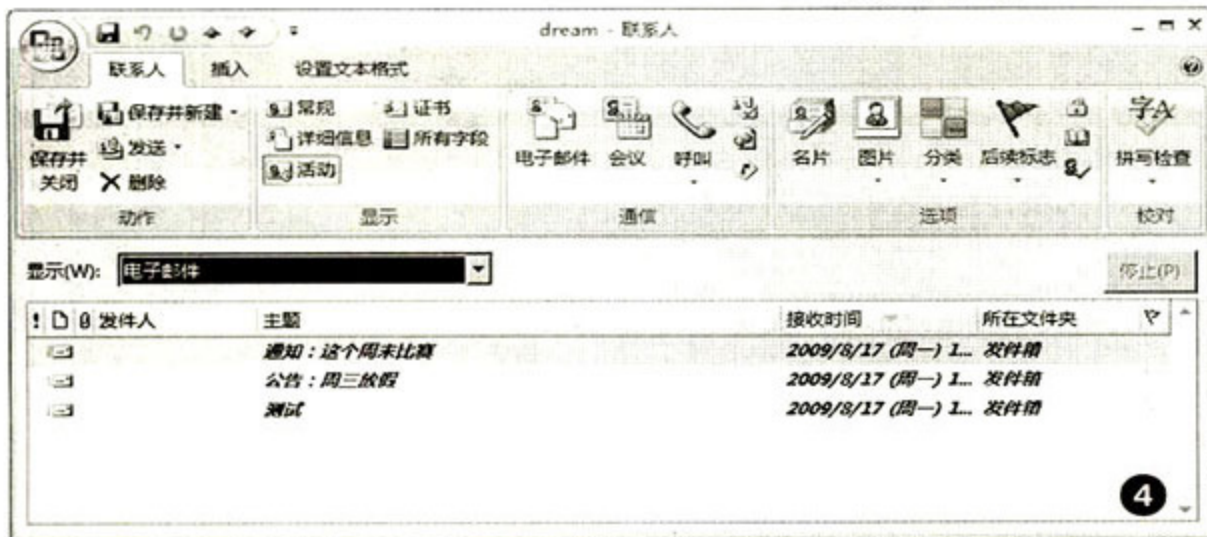 dream - 联系人
联系人 插入 设置文本格式
保存并关闭
保存并新建
发送
删除
动作
常规
证书
详细信息
所有字段
活动
显示
电子邮件
会议
呼叫
通信
名片
图片
分类
后续标志
选项
字A
拼写检查
校对
显示(W): 电子邮件 停止(P)
! 发件人 主题 接收时间 所在文件夹
通知：这个周末比赛 2009/8/17 (周一) 1... 发件箱
公告：周三放假 2009/8/17 (周一) 1... 发件箱
测试 2009/8/17 (周一) 1... 发件箱
4